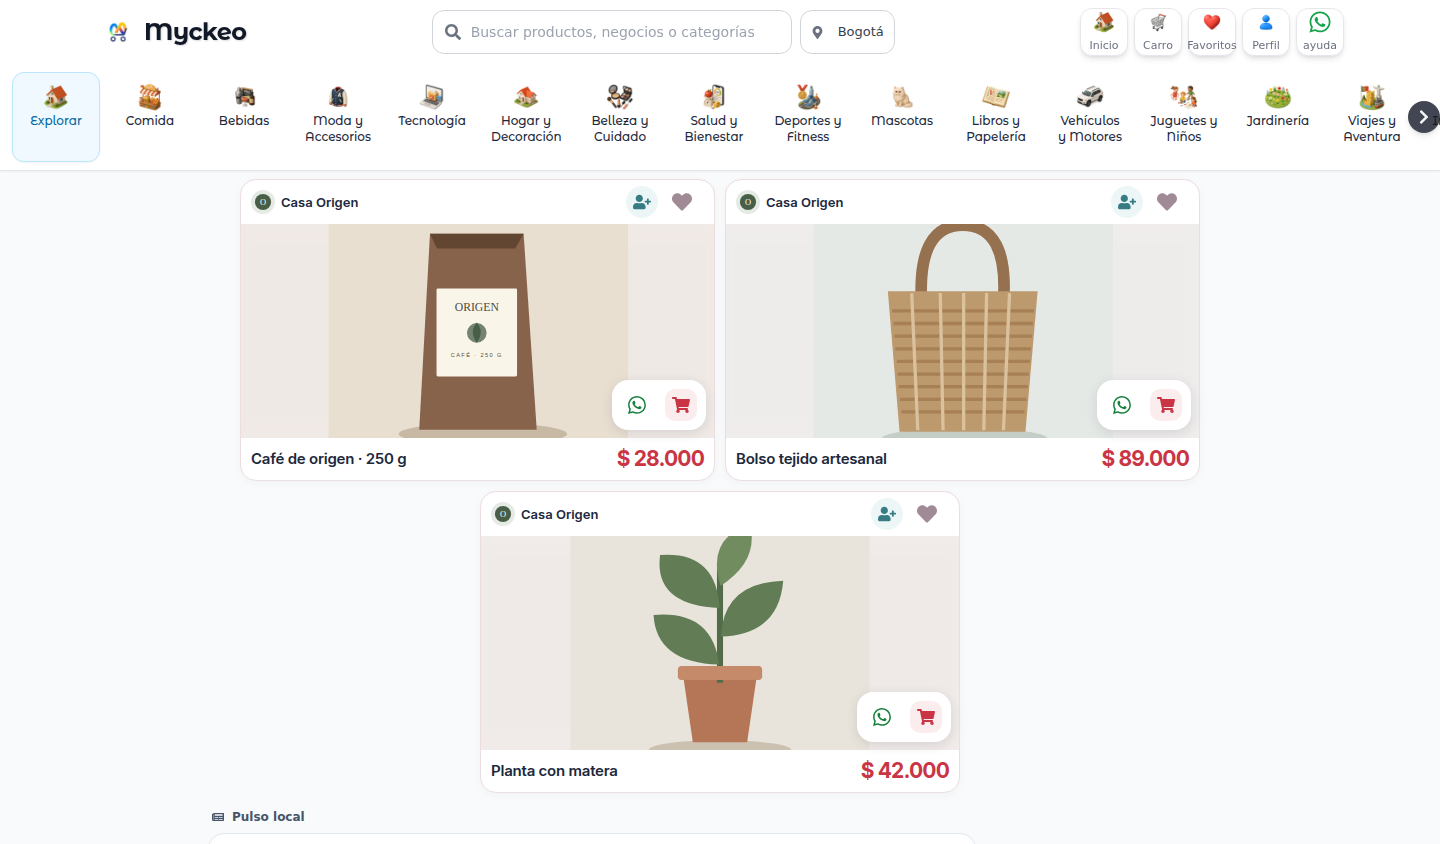 Myckeo
Buscar productos, negocios o categorías
Bogotá
Inicio
Carro
Favoritos
Perfil
ayuda
Explorar
Comida
Bebidas
Moda y
Accesorios
Tecnología
Hogar y
Decoración
Belleza y
Cuidado
Salud y
Bienestar
Deportes y
Fitness
Mascotas
Libros y
Papelería
Vehículos
y Motores
Juguetes y
Niños
Jardinería
Viajes y
Aventura
O Casa Origen
ORIGEN
CAFÉ · 250 G
Café de origen · 250 g
$ 28.000
O Casa Origen
Bolso tejido artesanal
$ 89.000
O Casa Origen
Planta con matera
$ 42.000
Pulso local